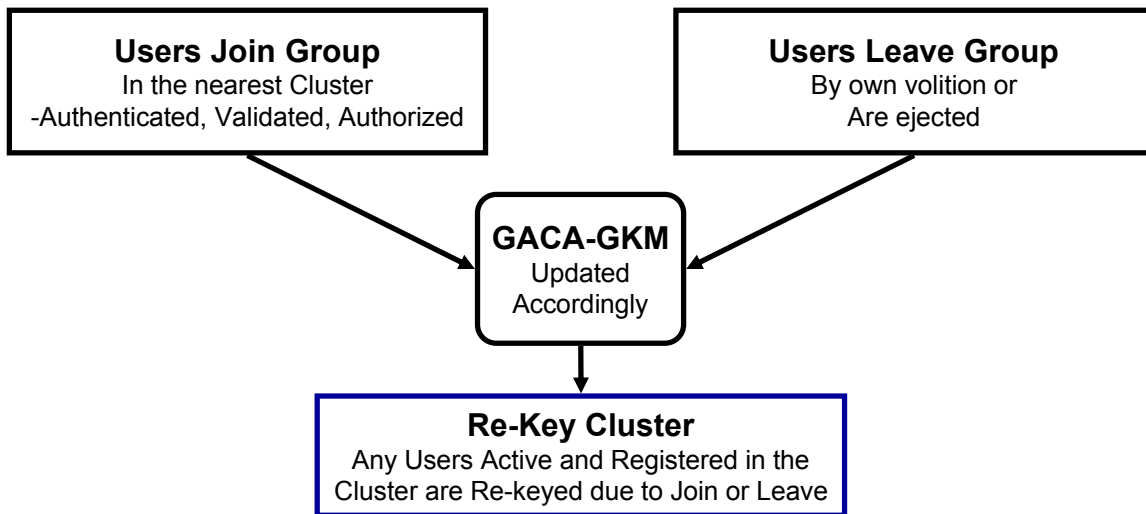 Users Join Group
In the nearest Cluster
-Authenticated, Validated, Authorized
Users Leave Group
By own volition or
Are ejected
GACA-GKM
Updated
Accordingly
Re-Key Cluster
Any Users Active and Registered in the
Cluster are Re-keyed due to Join or Leave